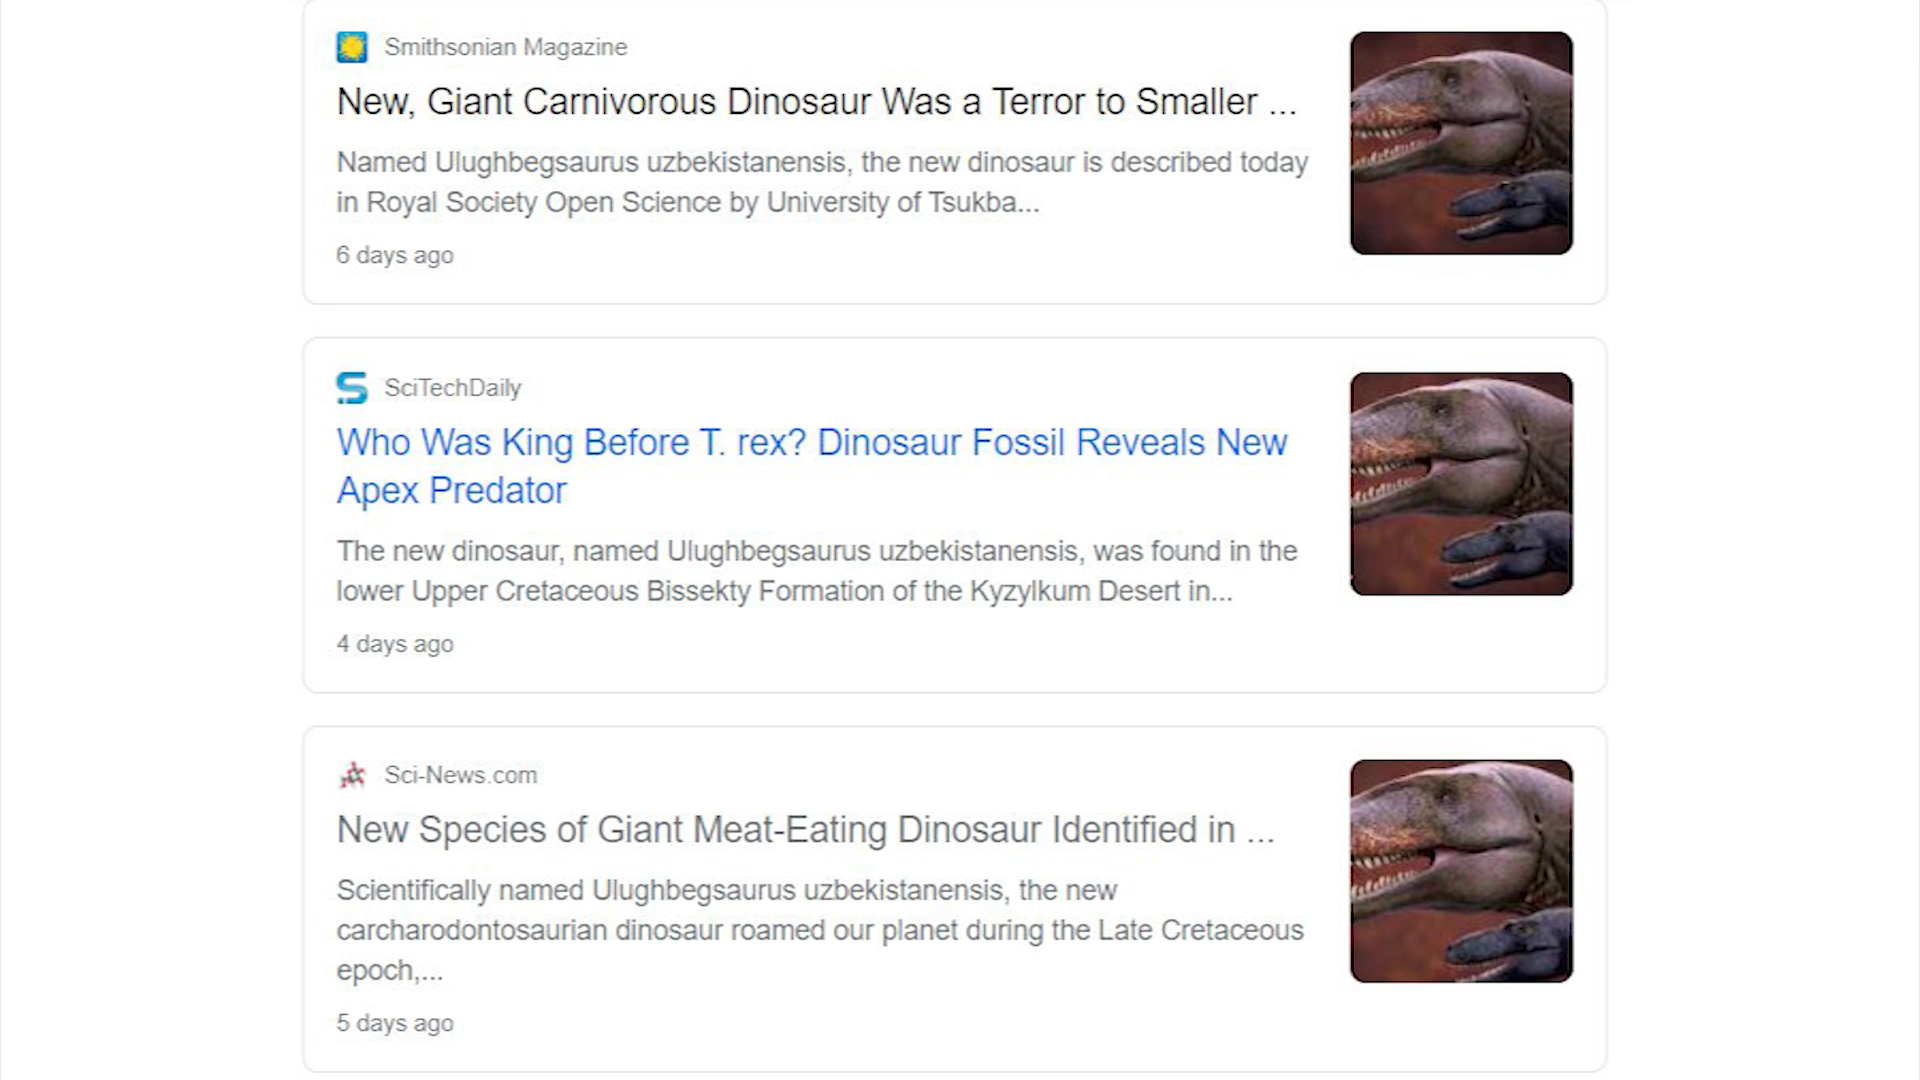 Smithsonian Magazine
New, Giant Carnivorous Dinosaur Was a Terror to Smaller ...
Named Ulughbegsaurus uzbekistanensis, the new dinosaur is described today
in Royal Society Open Science by University of Tsukba...
6 days ago
SciTechDaily
Who Was King Before T. rex? Dinosaur Fossil Reveals New
Apex Predator
The new dinosaur, named Ulughbegsaurus uzbekistanensis, was found in the
lower Upper Cretaceous Bissekty Formation of the Kyzylkum Desert in...
4 days ago
Sci-News.com
New Species of Giant Meat-Eating Dinosaur Identified in ...
Scientifically named Ulughbegsaurus uzbekistanensis, the new
carcharodontosaurian dinosaur roamed our planet during the Late Cretaceous
epoch,...
5 days ago